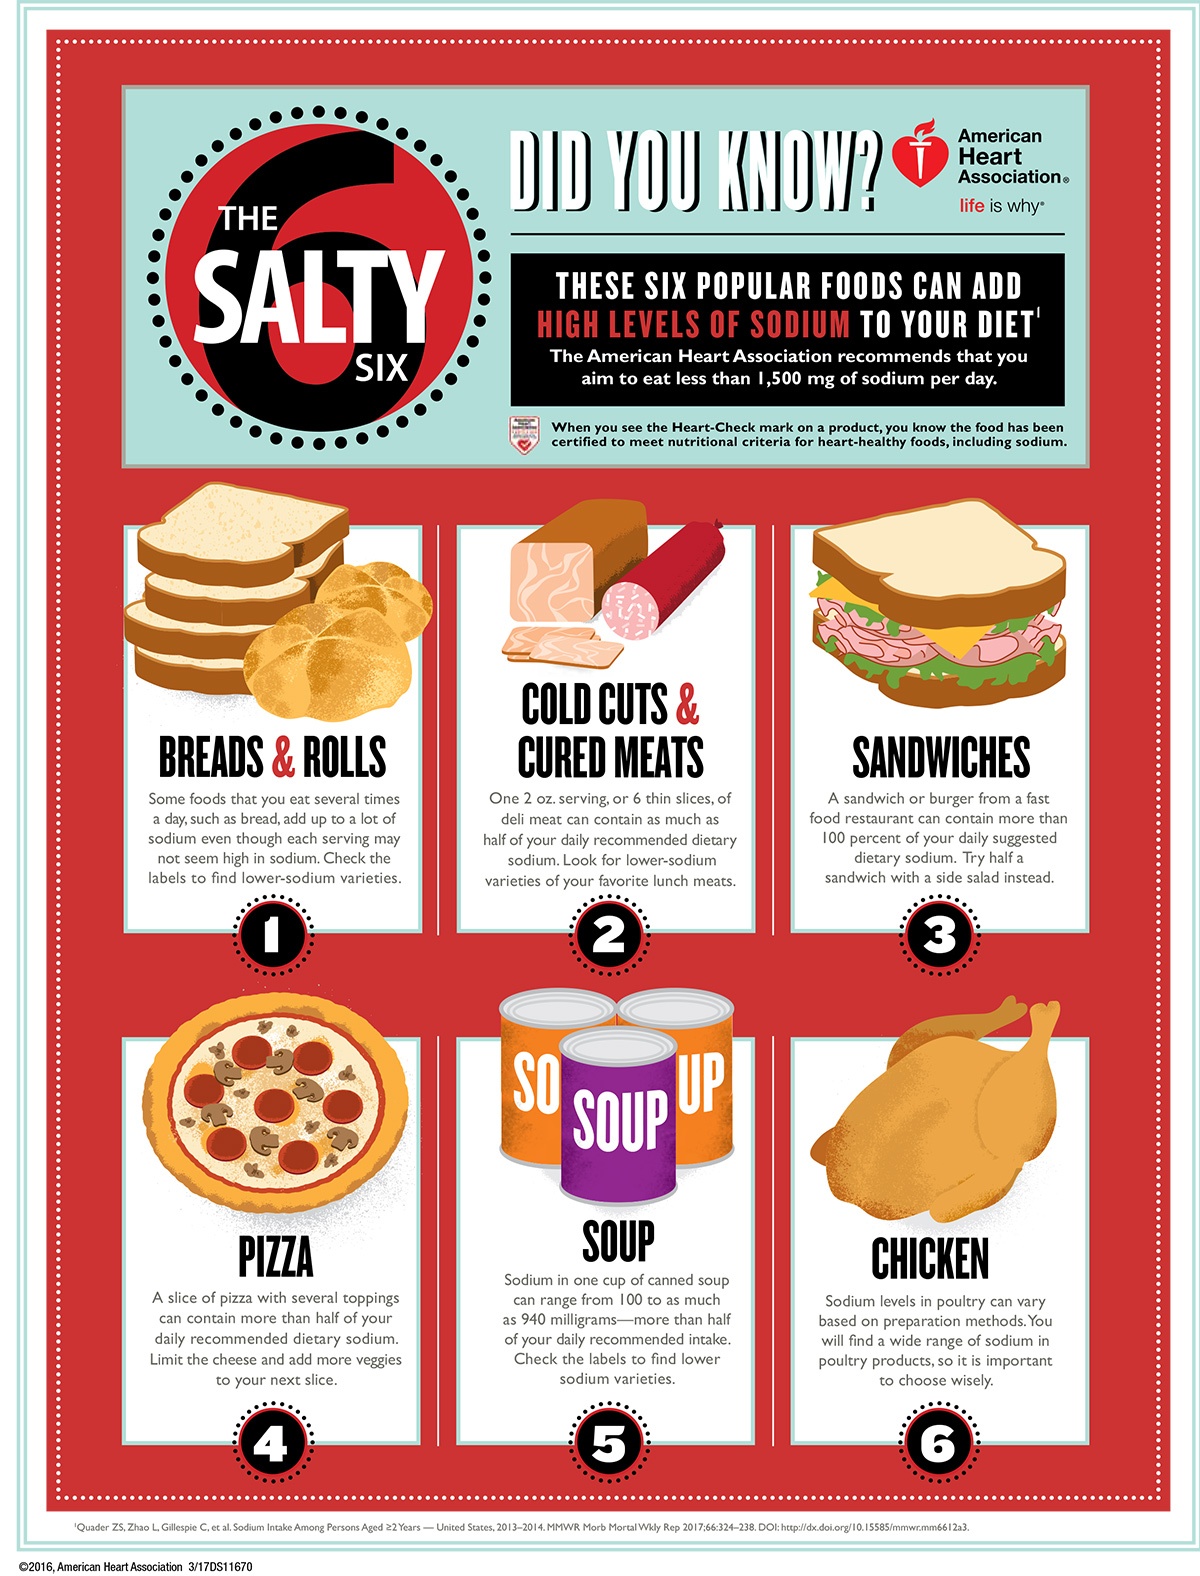 THE
SALTY
SIX
6
DID YOU KNOW?
American
Heart
Association®
life is why®
THESE SIX POPULAR FOODS CAN ADD
HIGH LEVELS OF SODIUM TO YOUR DIET¹
The American Heart Association recommends that you
aim to eat less than 1,500 mg of sodium per day.
When you see the Heart-Check mark on a product, you know the food has been
certified to meet nutritional criteria for heart-healthy foods, including sodium.
BREADS & ROLLS
Some foods that you eat several times
a day, such as bread, add up to a lot of
sodium even though each serving may
not seem high in sodium. Check the
labels to find lower-sodium varieties.
1
COLD CUTS &
CURED MEATS
One 2 oz. serving, or 6 thin slices, of
deli meat can contain as much as
half of your daily recommended dietary
sodium. Look for lower-sodium
varieties of your favorite lunch meats.
2
SANDWICHES
A sandwich or burger from a fast
food restaurant can contain more than
100 percent of your daily suggested
dietary sodium. Try half a
sandwich with a side salad instead.
3
PIZZA
A slice of pizza with several toppings
can contain more than half of your
daily recommended dietary sodium.
Limit the cheese and add more veggies
to your next slice.
4
SO
UP
SOUP
SOUP
Sodium in one cup of canned soup
can range from 100 to as much
as 940 milligrams—more than half
of your daily recommended intake.
Check the labels to find lower
sodium varieties.
5
CHICKEN
Sodium levels in poultry can vary
based on preparation methods. You
will find a wide range of sodium in
poultry products, so it is important
to choose wisely.
6
¹Quader ZS, Zhao L, Gillespie C, et al. Sodium Intake Among Persons Aged ≥2 Years — United States, 2013–2014. MMWR Morb Mortal Wkly Rep 2017;66:324–238. DOI: http://dx.doi.org/10.15585/mmwr.mm6612a3.
©2016, American Heart Association 3/17DS11670